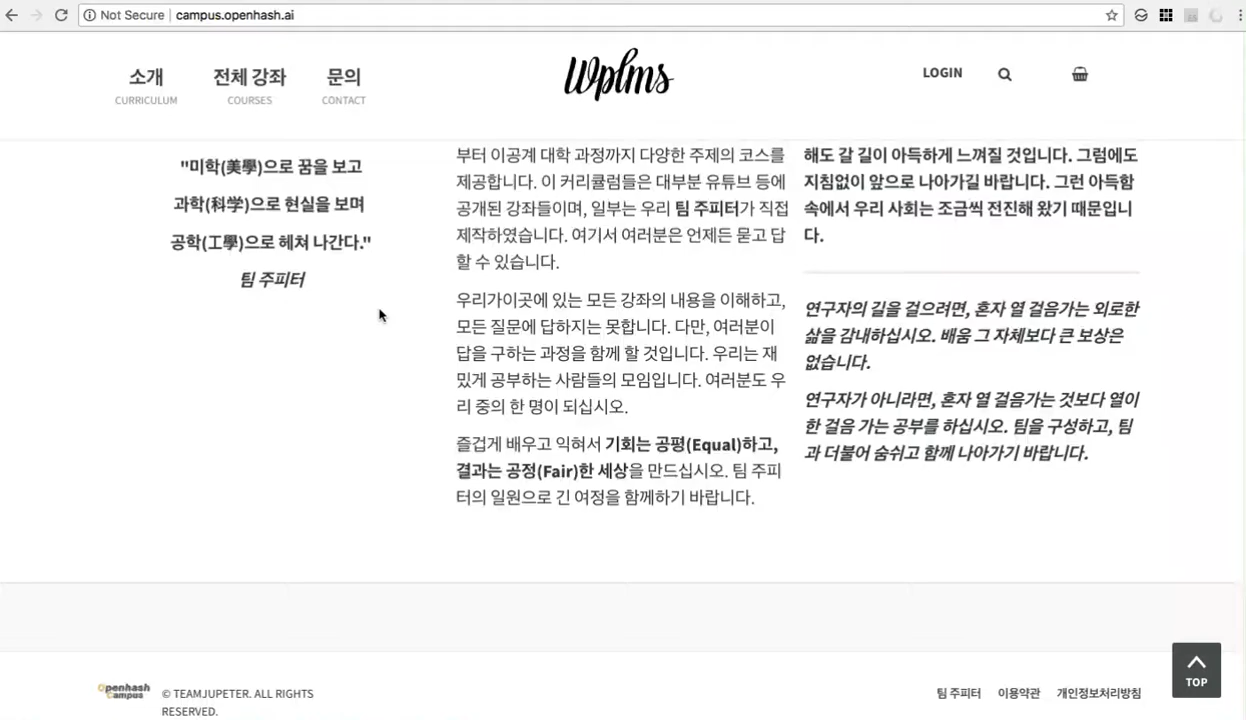 Not Secure | campus.openhash.ai
소개 전체 강좌 문의
CURRICULUM COURSES CONTACT
Wplms
LOGIN
"미학(美學)으로 꿈을 보고
과학(科学)으로 현실을 보며
공학(工學)으로 헤쳐 나간다."
팀 주피터
부터 이공계 대학 과정까지 다양한 주제의 코스를
제공합니다. 이 커리큘럼들은 대부분 유튜브 등에
공개된 강좌들이며, 일부는 우리 팀 주피터가 직접
제작하였습니다. 여기서 여러분은 언제든 묻고 답
할 수 있습니다.
우리가이곳에 있는 모든 강좌의 내용을 이해하고,
모든 질문에 답하지는 못합니다. 다만, 여러분이
답을 구하는 과정을 함께 할 것입니다. 우리는 재
밌게 공부하는 사람들의 모임입니다. 여러분도 우
리 중의 한 명이 되십시오.
즐겁게 배우고 익혀서 기회는 공평(Equal)하고,
결과는 공정(Fair)한 세상을 만드십시오. 팀 주피
터의 일원으로 긴 여정을 함께하기 바랍니다.
해도 갈 길이 아득하게 느껴질 것입니다. 그럼에도
지침없이 앞으로 나아가길 바랍니다. 그런 아득함
속에서 우리 사회는 조금씩 전진해 왔기 때문입니
다.
연구자의 길을 걸으려면, 혼자 열 걸음가는 외로한
삶을 감내하십시오. 배움 그 자체보다 큰 보상은
없습니다.
연구자가 아니라면, 혼자 열 걸음가는 것보다 열이
한 걸음 가는 공부를 하십시오. 팀을 구성하고, 팀
과 더불어 숨쉬고 함께 나아가기 바랍니다.
TOP
Openhash
Campus
© TEAMJUPETER. ALL RIGHTS
RESERVED.
팀 주피터 이용약관 개인정보처리방침